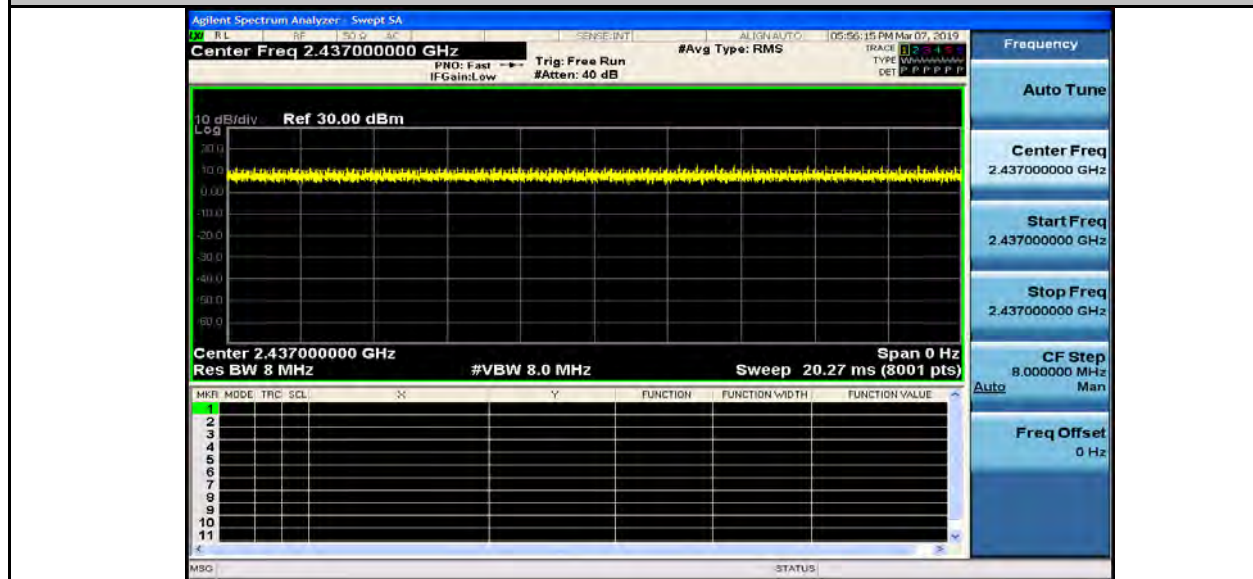 Agilent Spectrum Analyzer - Swept SA
RL RF 50 Ω AC SENSE:INT ALIGN AUTO 05:56:15 PM Mar 07, 2019
Center Freq 2.437000000 GHz
#Avg Type: RMS
TRACE 1 2 3 4 5 6
PNO: Fast Trig: Free Run
TYPE
IFGain:Low #Atten: 40 dB
DET P P P P P P
10 dB/div Ref 30.00 dBm
Log
20.0
10.0
0.00
-10.0
-20.0
-30.0
-40.0
-50.0
-60.0
Center 2.437000000 GHz Span 0 Hz
Res BW 8 MHz #VBW 8.0 MHz Sweep 20.27 ms (8001 pts)
MKR MODE TRC SCL X Y FUNCTION FUNCTION WIDTH FUNCTION VALUE
1
2
3
4
5
6
7
8
9
10
11
MSG STATUS
Frequency
Auto Tune
Center Freq
2.437000000 GHz
Start Freq
2.437000000 GHz
Stop Freq
2.437000000 GHz
CF Step
8.000000 MHz
Auto Man
Freq Offset
0 Hz